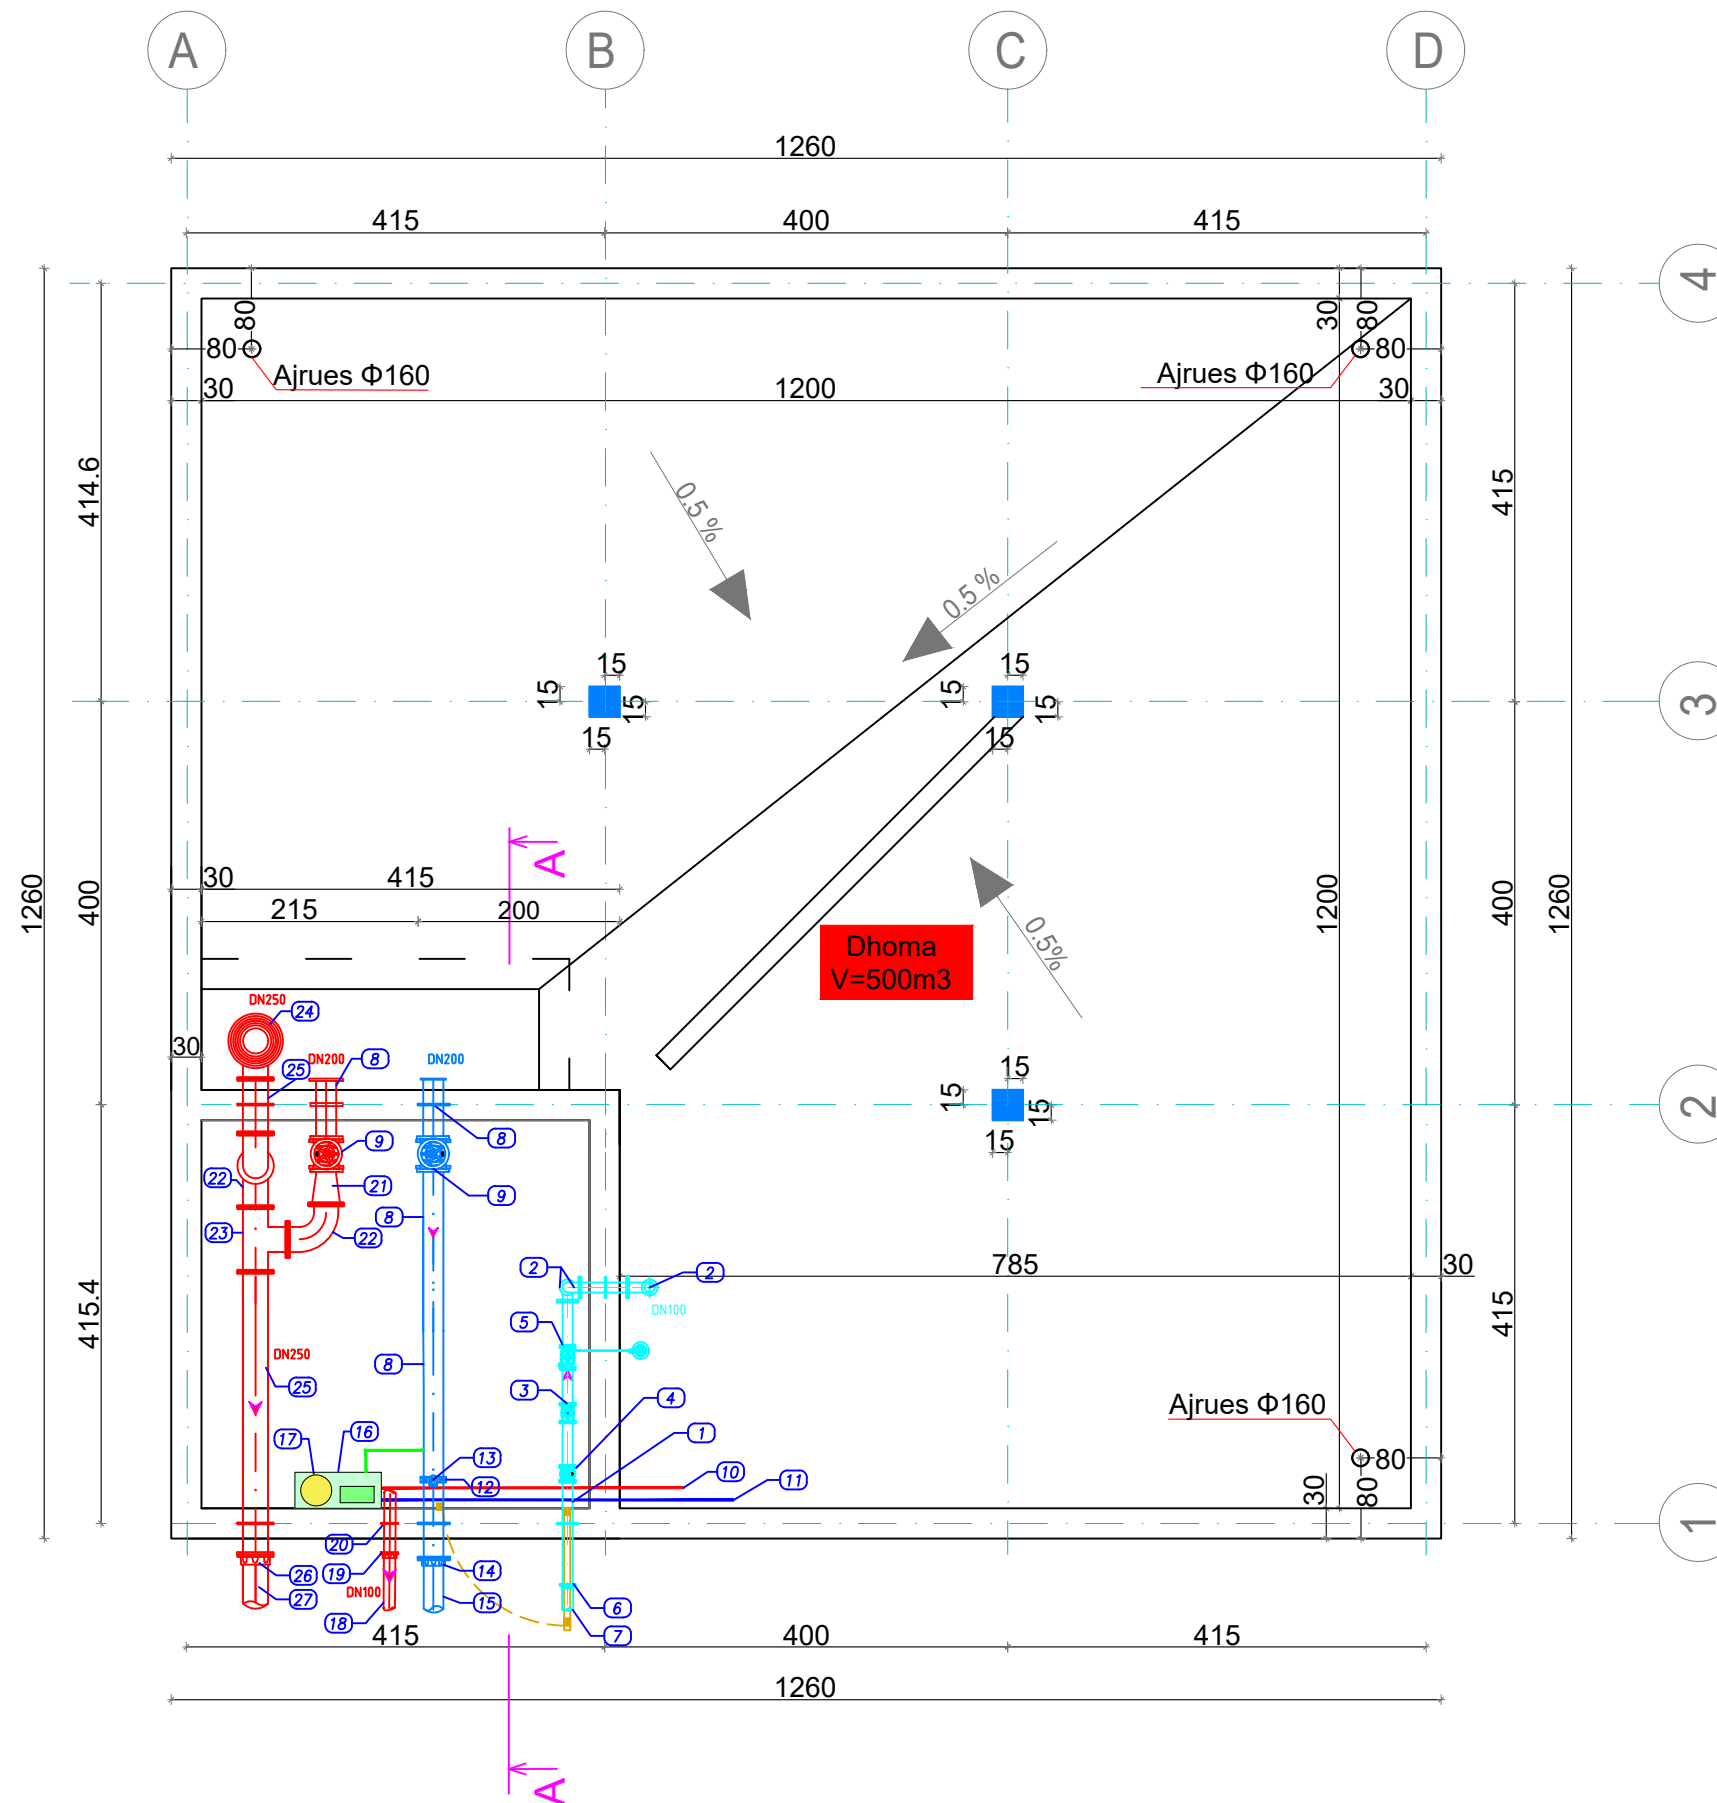 A B C D
1260
415 400 415
4
80 30 80
80 80
Ajrues Φ160 Ajrues Φ160
30 1200 30
414.6 415
0.5 %
0.5 %
15 15
15 15 15 15
3
15 15
A
30 415
1260 400 1200 400 1260
215 200
Dhoma
V=500m3
0.5%
DN250
24
30
DN200 8 DN200
25
15
15 15
2
8
9
15
22 21 9
8
23 22
785 30
2 2
DN100
415.4 415
5
DN250
8
25
3 4
Ajrues Φ160
17 16 1
13 80
12 10
11
30 80
1
20
26 19 14
27 DN100 15 6
18 7
415 400 415
1260
A